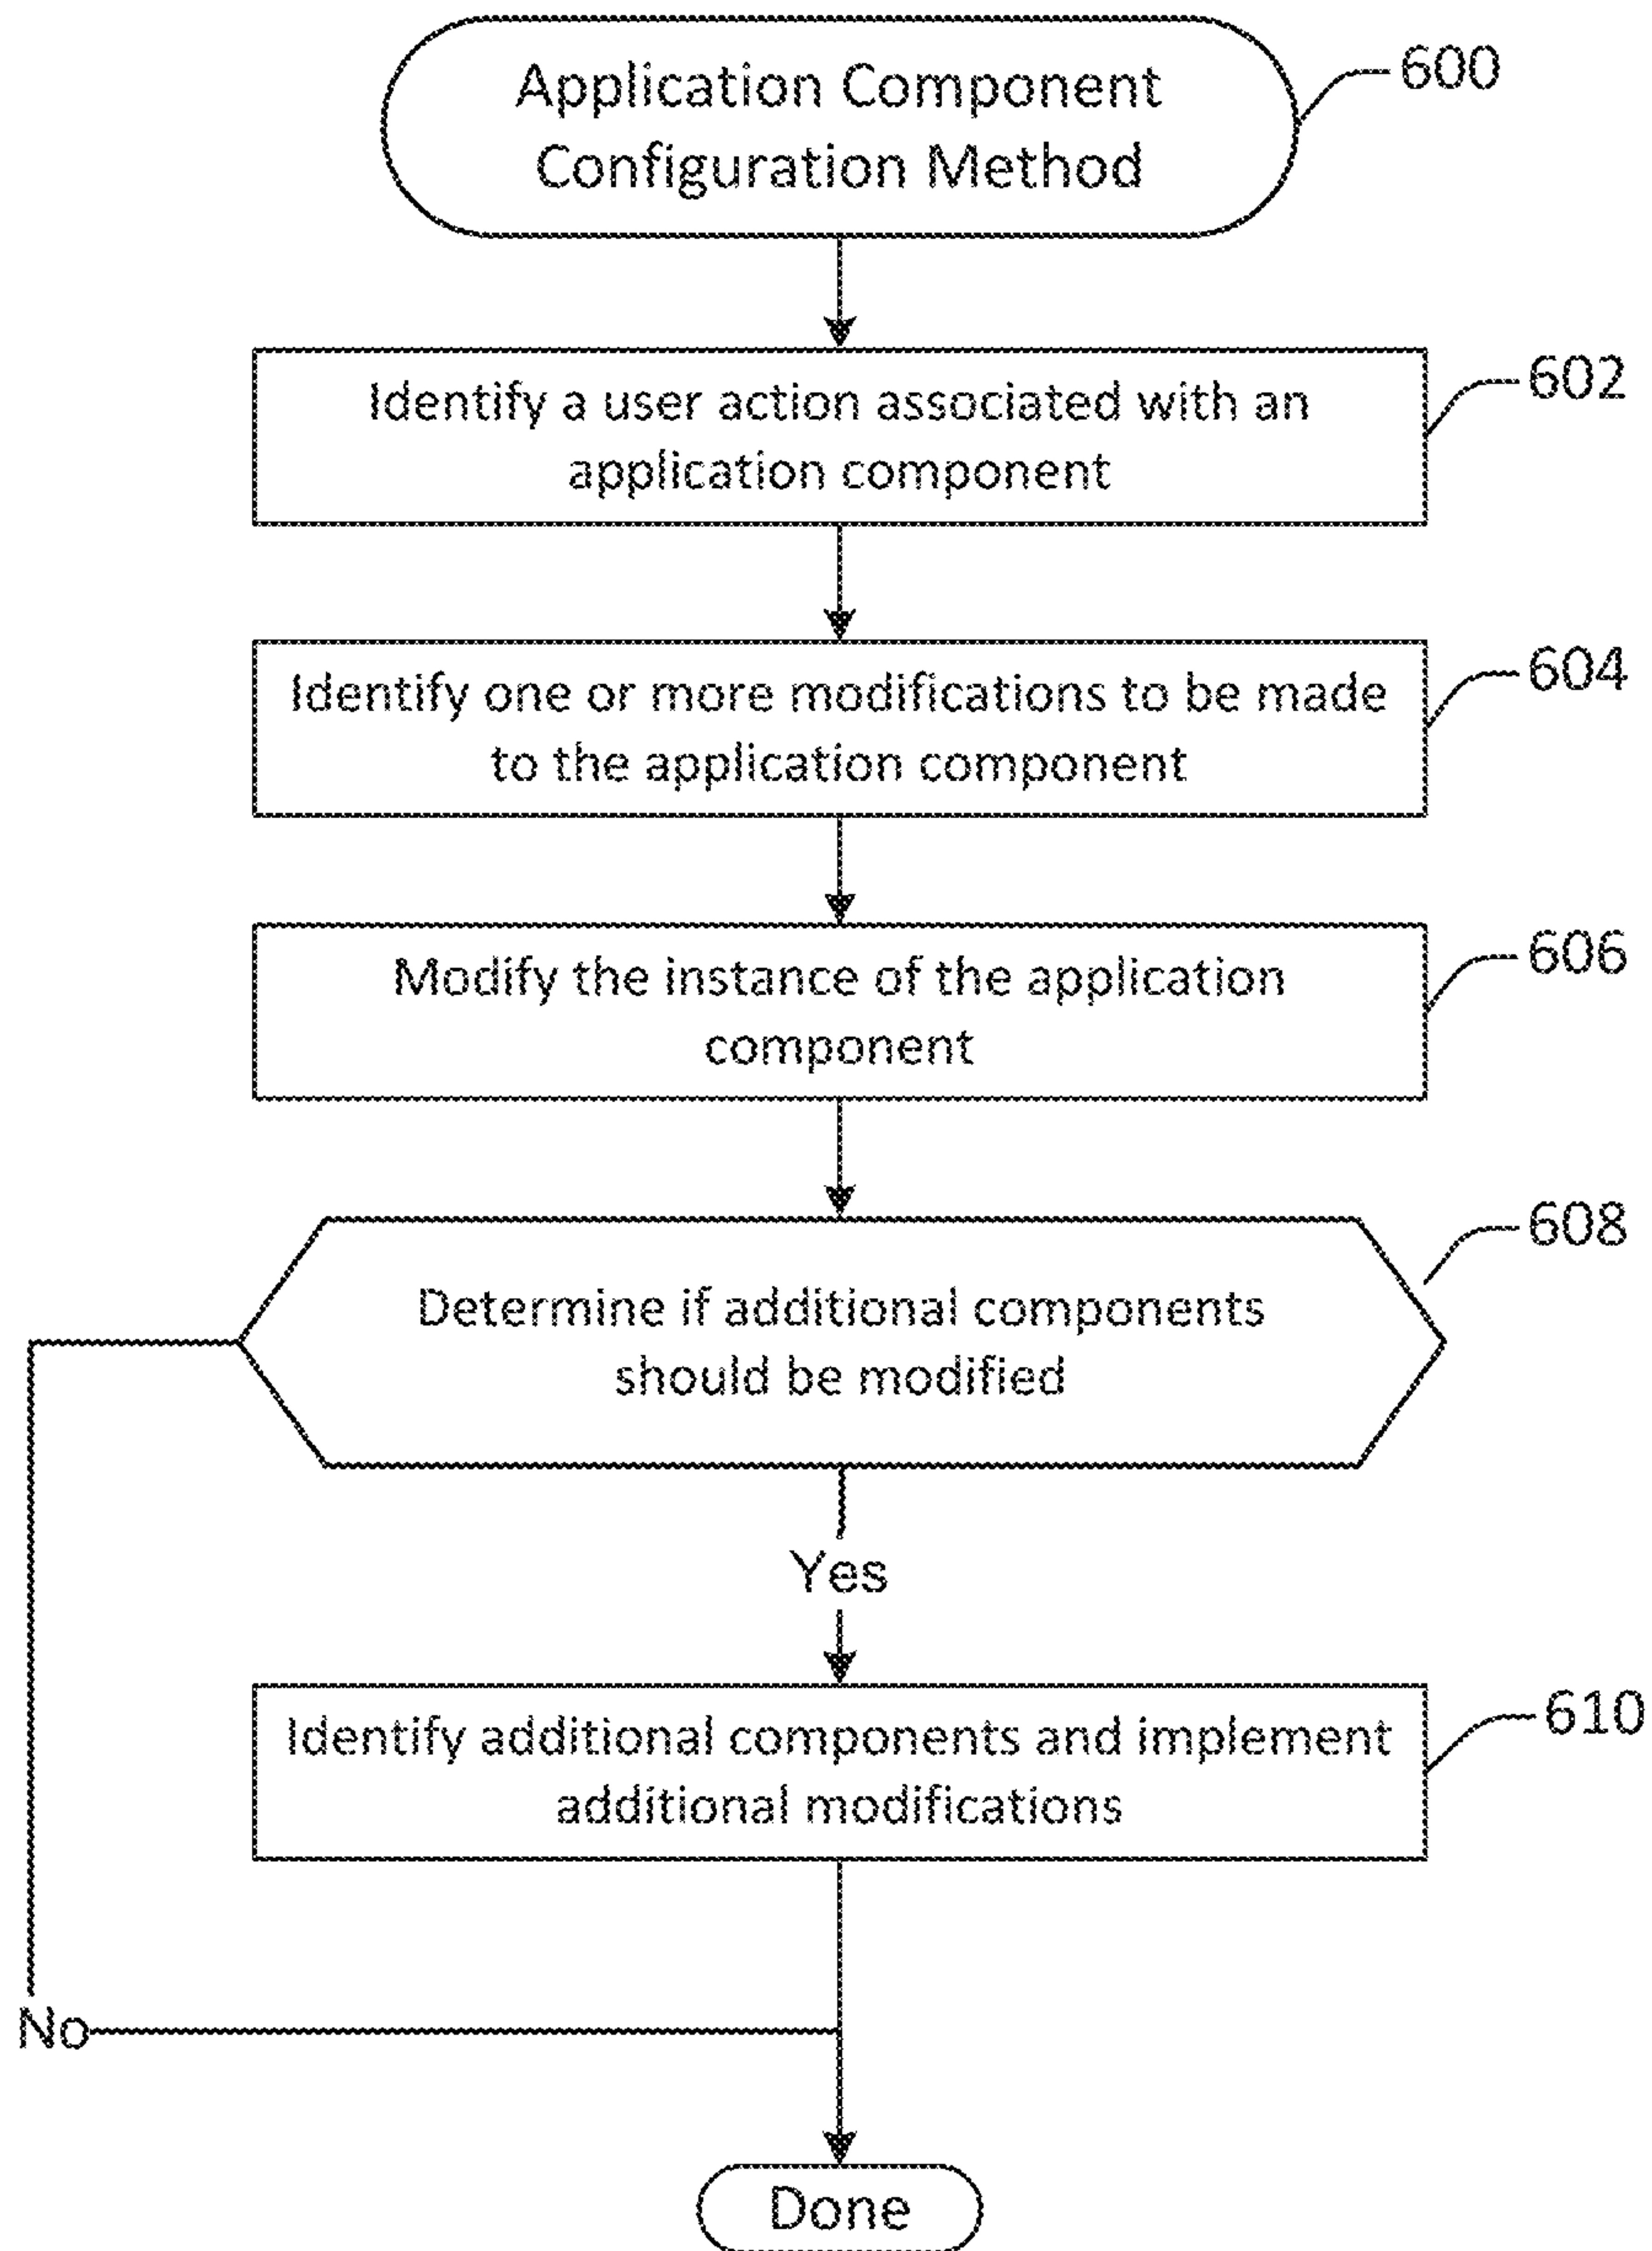 Application Component
Configuration Method
600
Identify a user action associated with an
application component
602
Identify one or more modifications to be made
to the application component
604
Modify the instance of the application
component
606
Determine if additional components
should be modified
608
Yes
Identify additional components and implement
additional modifications
610
No
Done